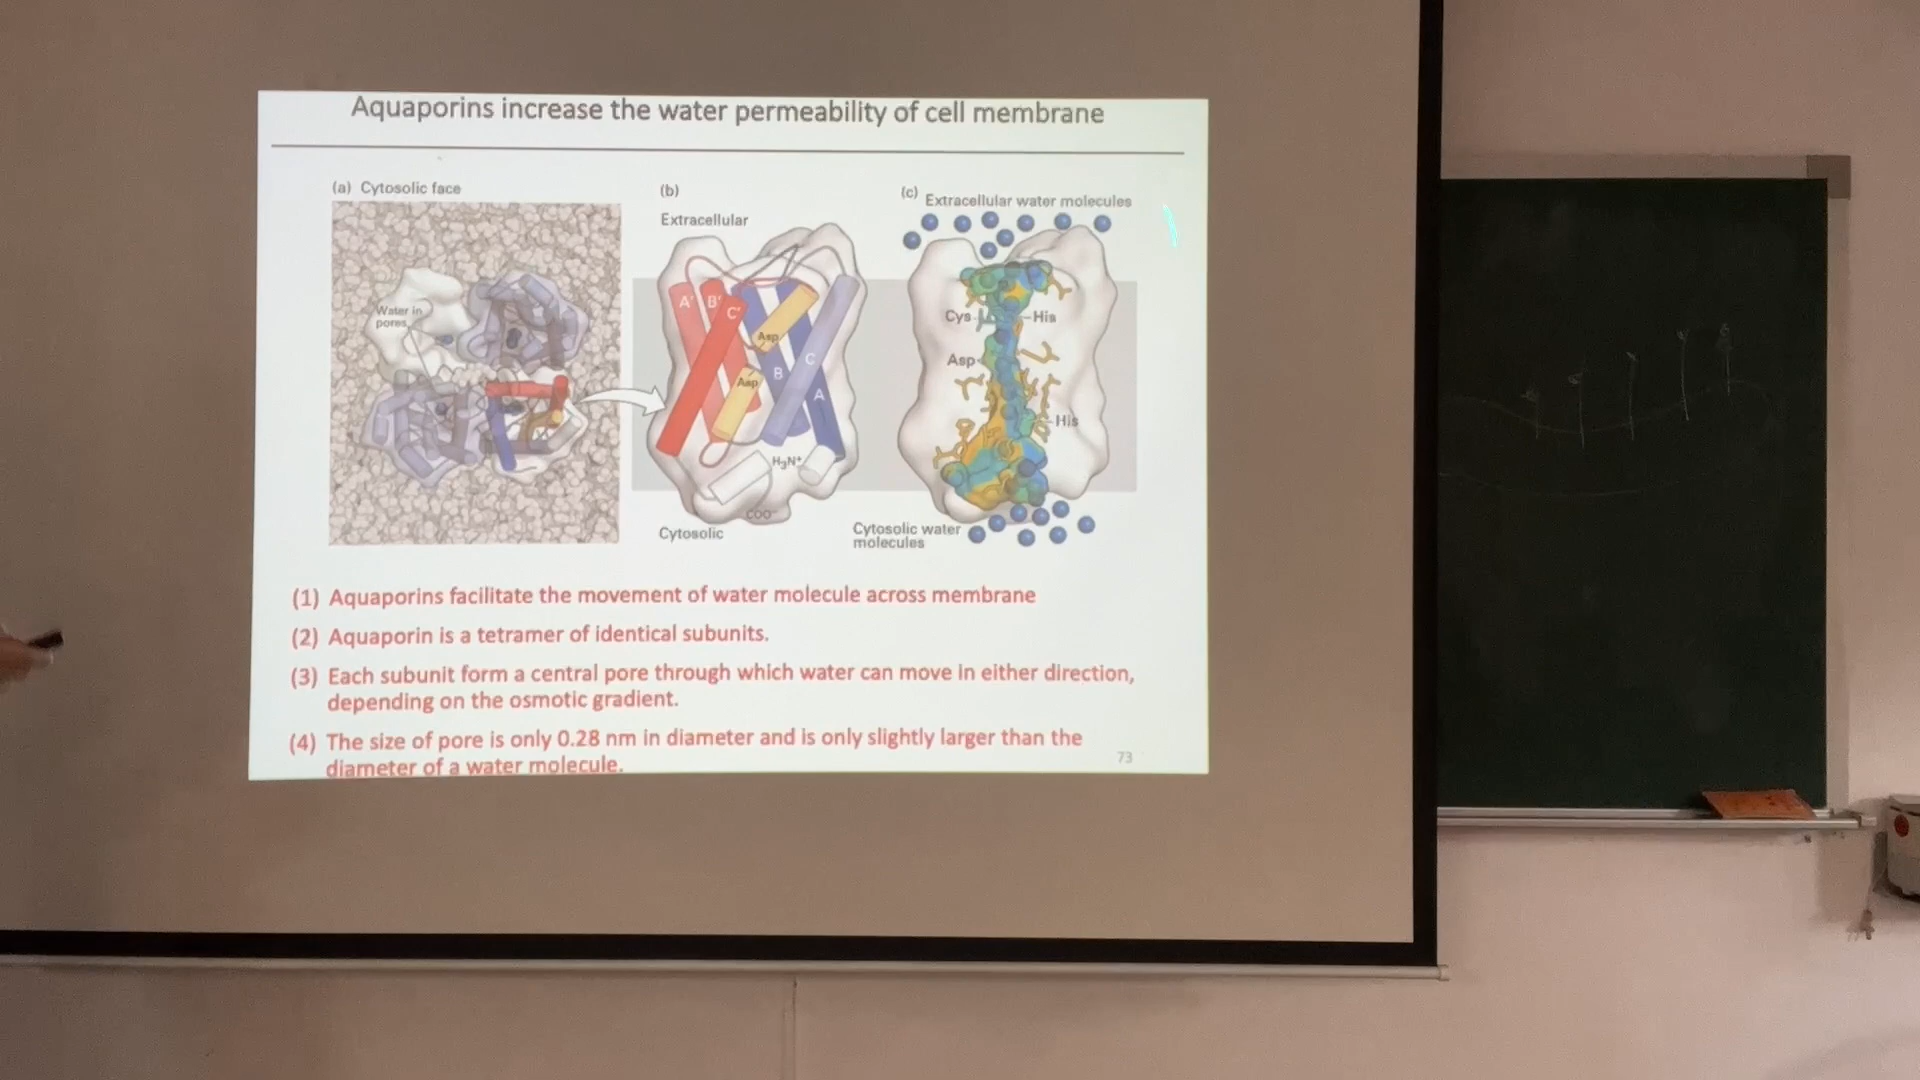 Aquaporins increase the water permeability of cell membrane
(a) Cytosolic face
Water in
pores
(b)
Extracellular
A' B' C'
Asp
Asp
B
C
A
H₃N⁺
COO⁻
Cytosolic
(c)
Extracellular water molecules
Cys
His
Asp
His
Cytosolic water
molecules
(1) Aquaporins facilitate the movement of water molecule across membrane
(2) Aquaporin is a tetramer of identical subunits.
(3) Each subunit form a central pore through which water can move in either direction,
depending on the osmotic gradient.
(4) The size of pore is only 0.28 nm in diameter and is only slightly larger than the
diameter of a water molecule.
73